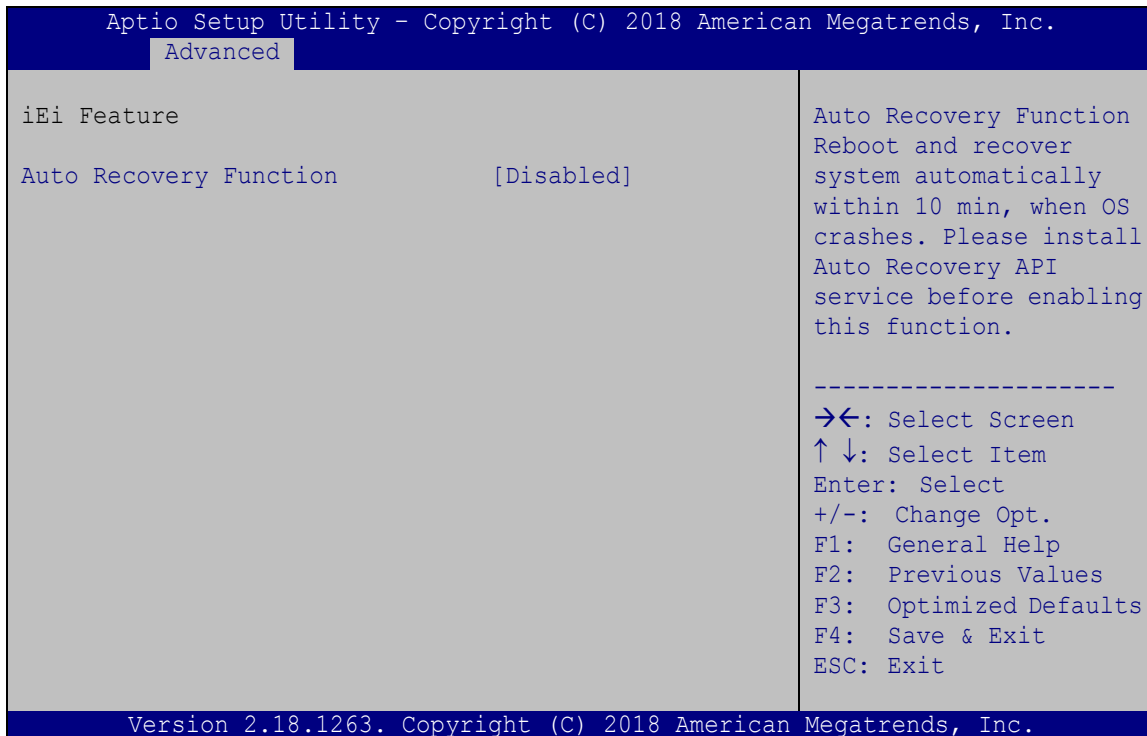 Aptio Setup Utility – Copyright (C) 2018 American Megatrends, Inc.
Advanced
iEi Feature
Auto Recovery Function [Disabled]
Auto Recovery Function
Reboot and recover
system automatically
within 10 min, when OS
crashes. Please install
Auto Recovery API
service before enabling
this function.
---------------------
→←: Select Screen
↑ ↓: Select Item
Enter: Select
+/-: Change Opt.
F1: General Help
F2: Previous Values
F3: Optimized Defaults
F4: Save & Exit
ESC: Exit
Version 2.18.1263. Copyright (C) 2018 American Megatrends, Inc.